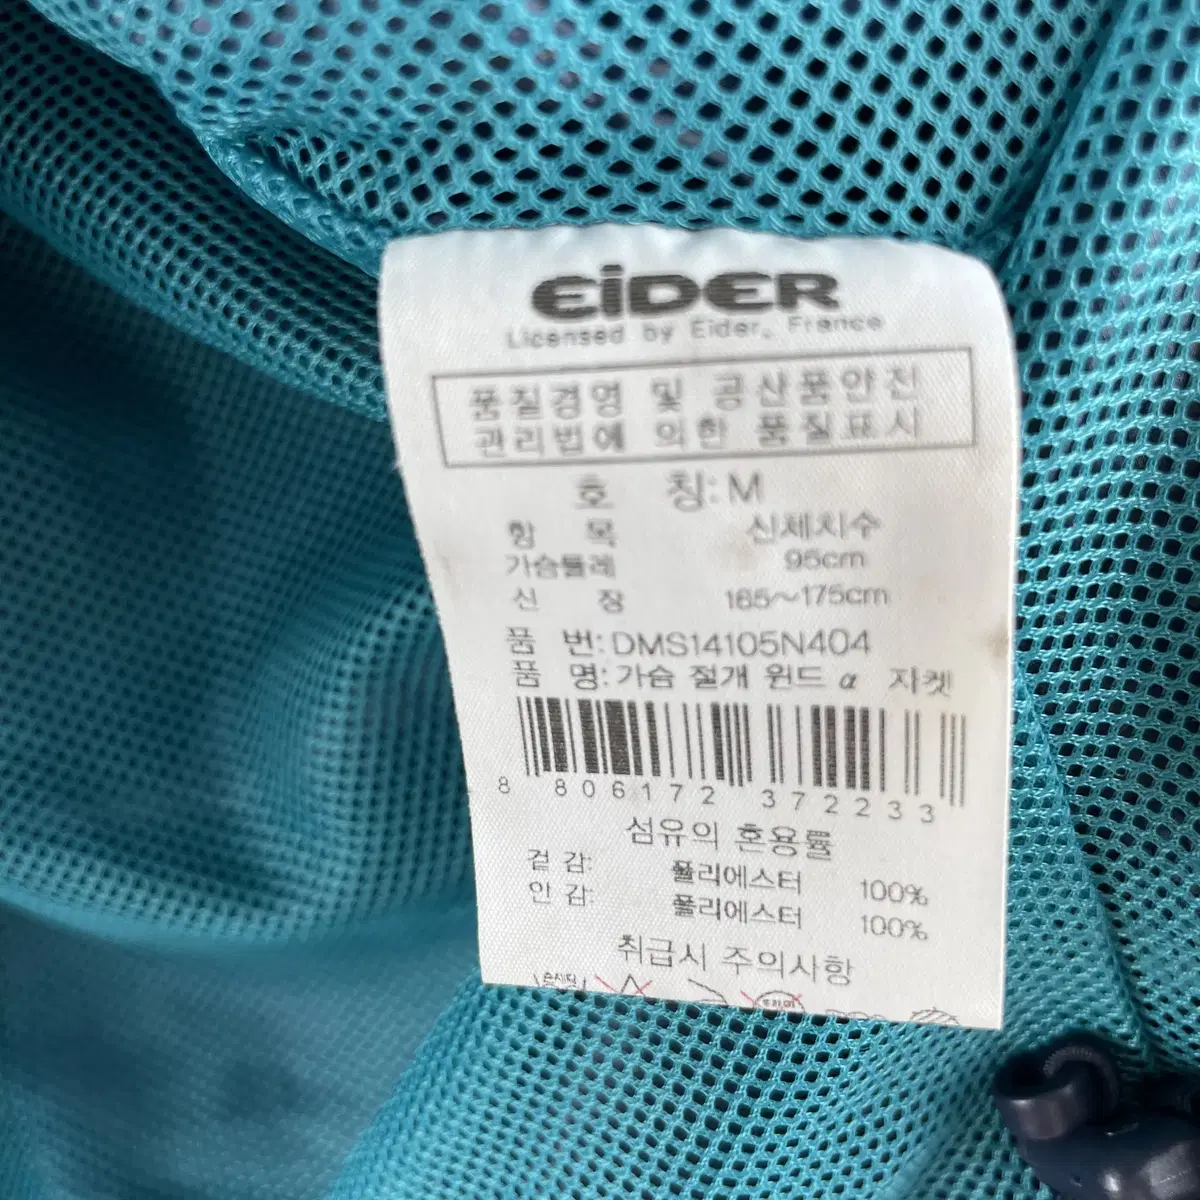 EiDER
Licensed by Eider, France
품질경영 및 공산품안전
관리법에 의한 품질표시
호 칭: M
항 목 신체치수
가슴둘레 95cm
신 장 165~175cm
품 번: DMS14105N404
품 명: 가슴 절개 윈드 α 자켓
8 806172 372233
섬유의 혼용률
겉 감: 폴리에스터 100%
안 감: 폴리에스터 100%
취급시 주의사항